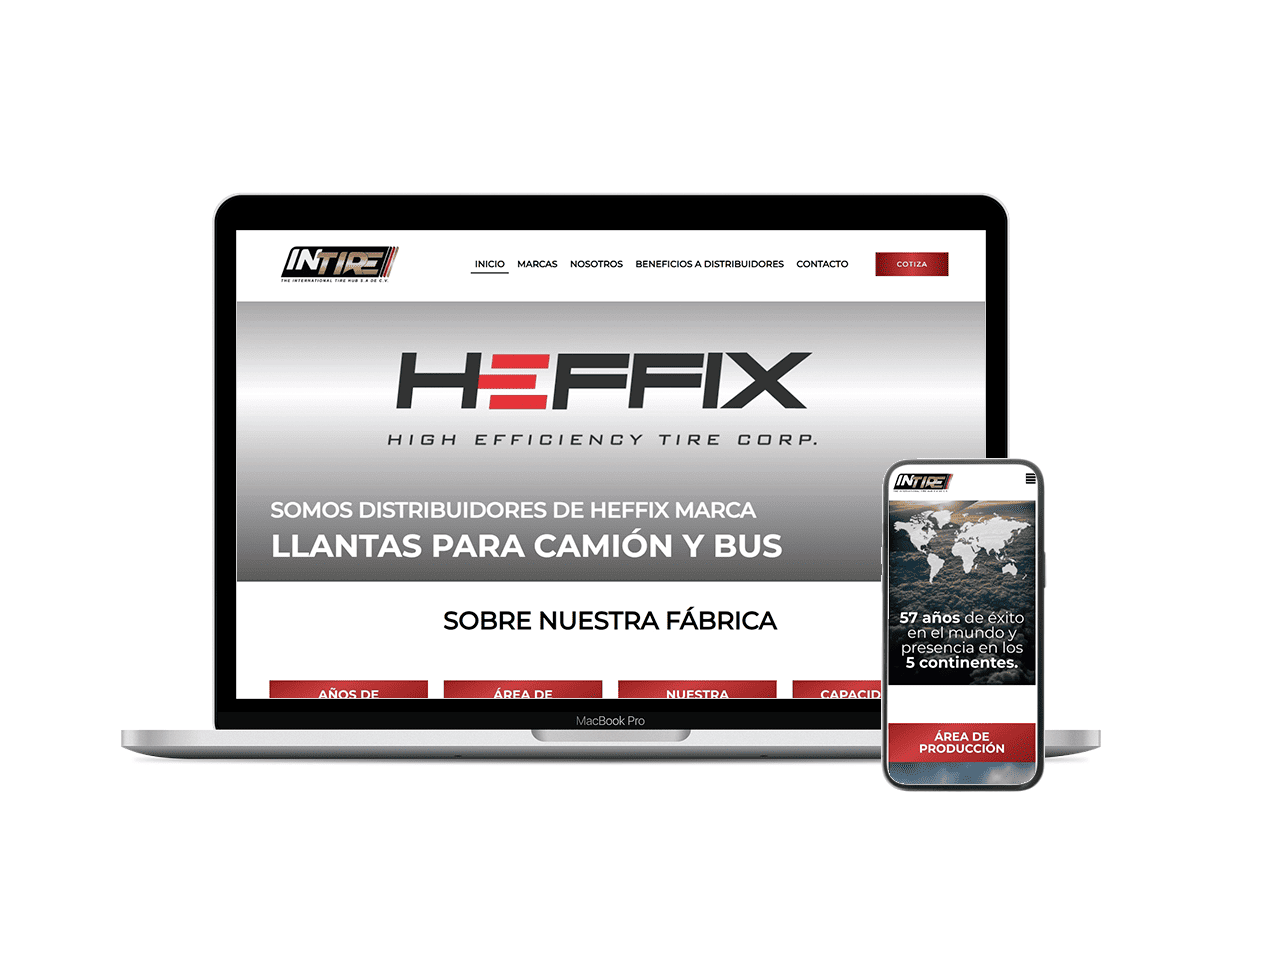 INTIRE
THE INTERNATIONAL TIRE HUB S.A DE C.V.
INICIO MARCAS NOSOTROS BENEFICIOS A DISTRIBUIDORES CONTACTO COTIZA
HEFFIX
HIGH EFFICIENCY TIRE CORP.
SOMOS DISTRIBUIDORES DE HEFFIX MARCA
LLANTAS PARA CAMIÓN Y BUS
SOBRE NUESTRA FÁBRICA
AÑOS DE ÁREA DE NUESTRA CAPACID
MacBook Pro
INTIRE
57 años de éxito
en el mundo y
presencia en los
5 continentes.
ÁREA DE
PRODUCCIÓN